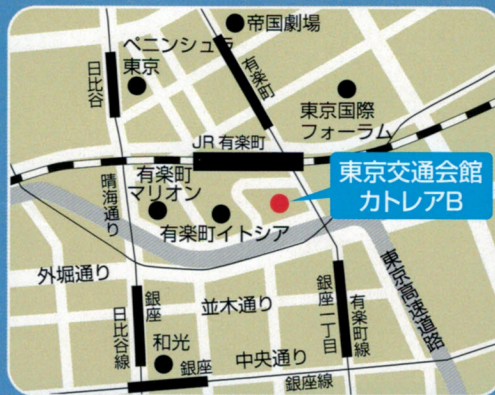 帝国劇場
ペニンシュラ
東京
日比谷
有楽町
東京国際
フォーラム
JR 有楽町
東京交通会館
カトレアB
有楽町
マリオン
晴海通り
有楽町イトシア
外堀通り
東京高速道路
銀座
日比谷線
並木通り
銀座一丁目
有楽町線
和光
中央通り
銀座
銀座線